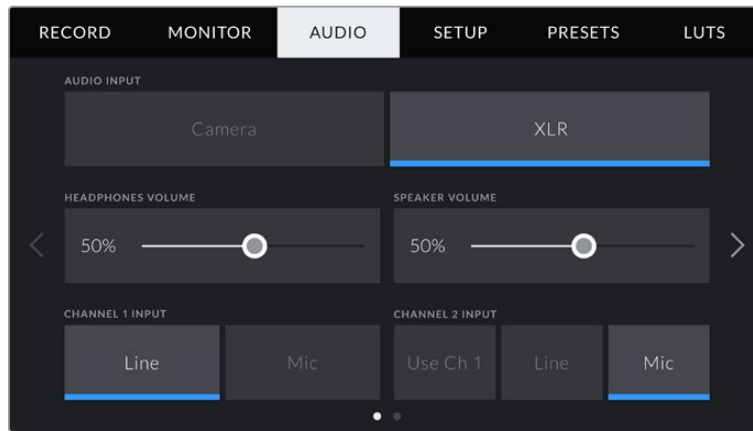 RECORD MONITOR AUDIO SETUP PRESETS LUTS
AUDIO INPUT
Camera XLR
HEADPHONES VOLUME SPEAKER VOLUME
50% 50%
CHANNEL 1 INPUT CHANNEL 2 INPUT
Line Mic Use Ch 1 Line Mic